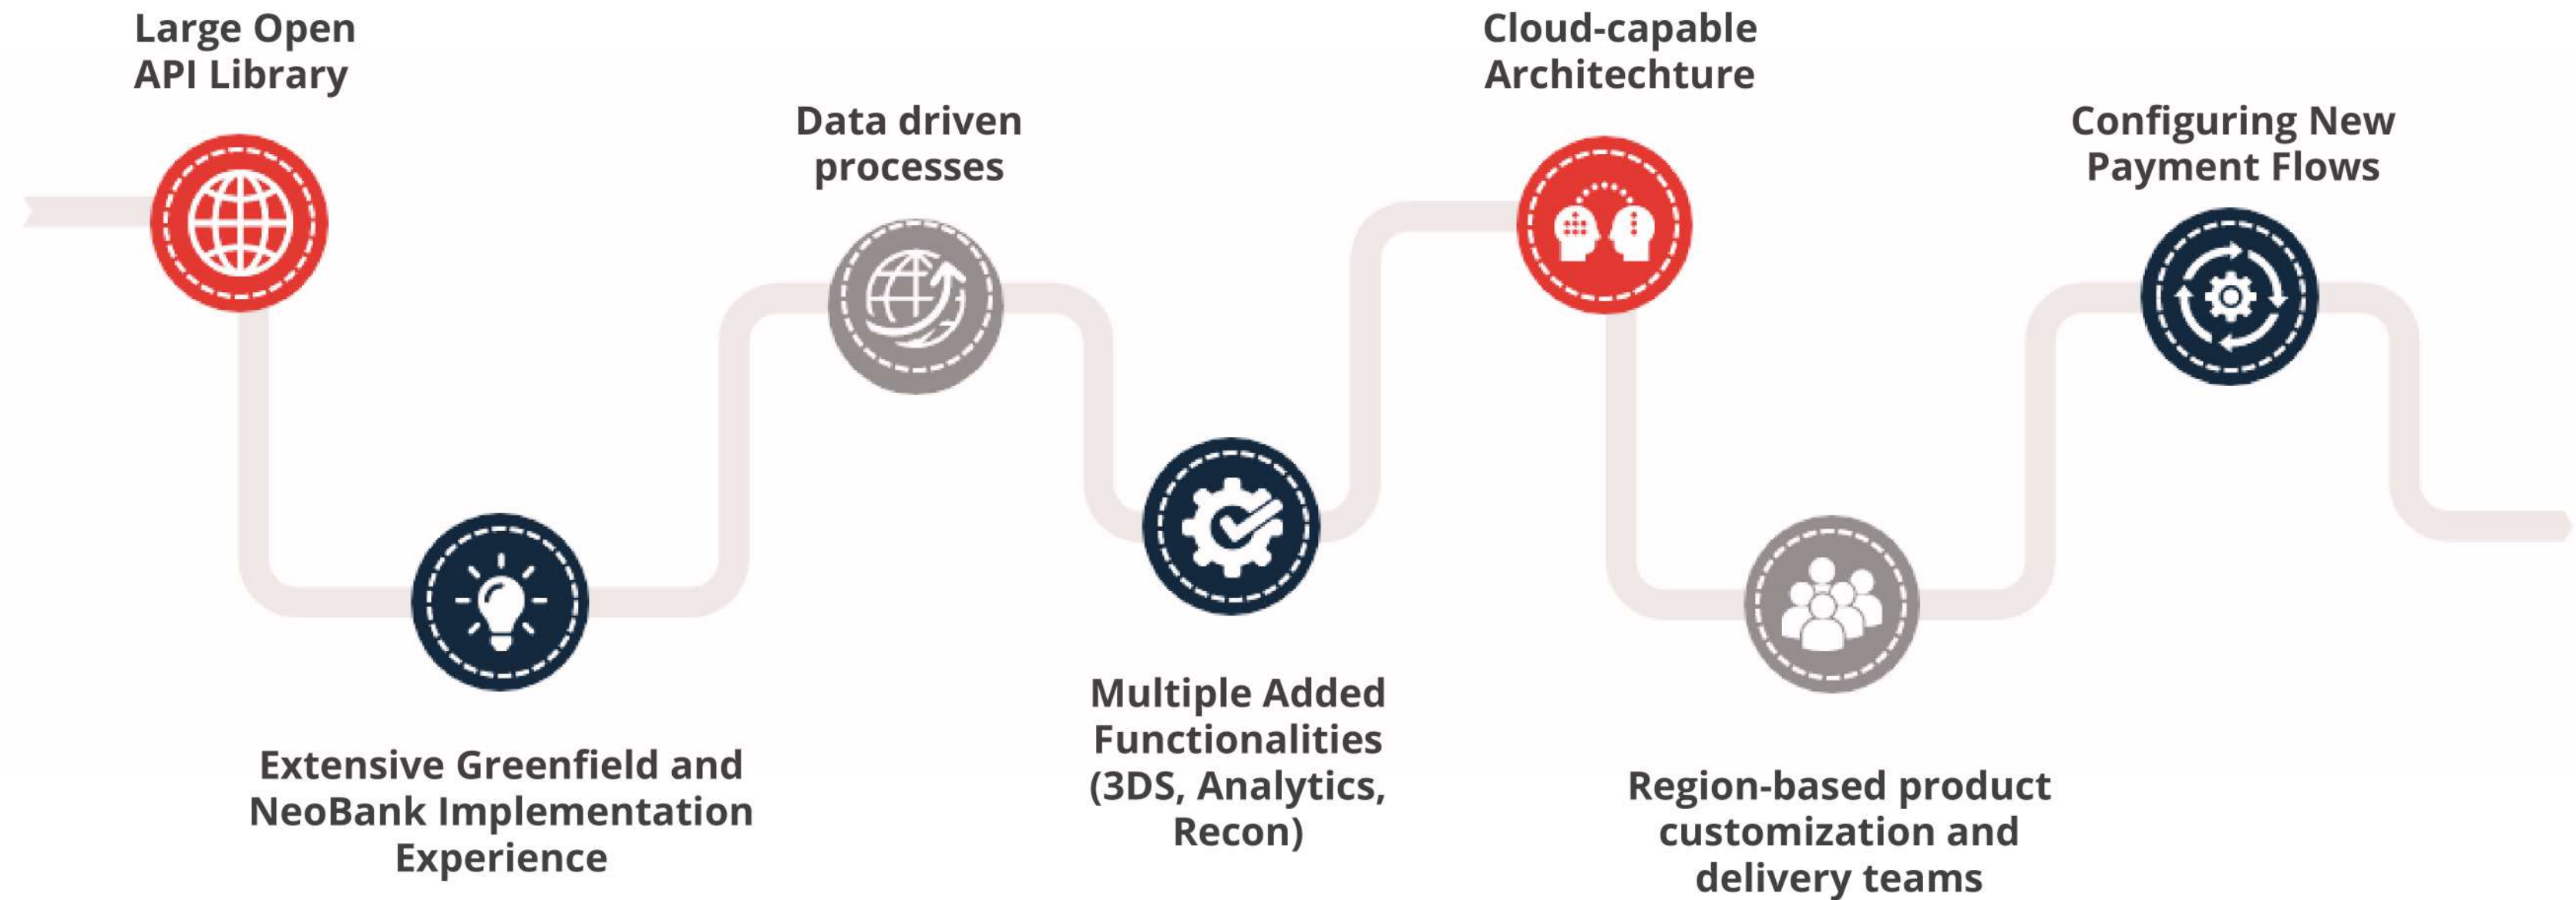 Large Open
API Library
Extensive Greenfield and
NeoBank Implementation
Experience
Data driven
processes
Multiple Added
Functionalities
(3DS, Analytics,
Recon)
Cloud-capable
Architechture
Region-based product
customization and
delivery teams
Configuring New
Payment Flows